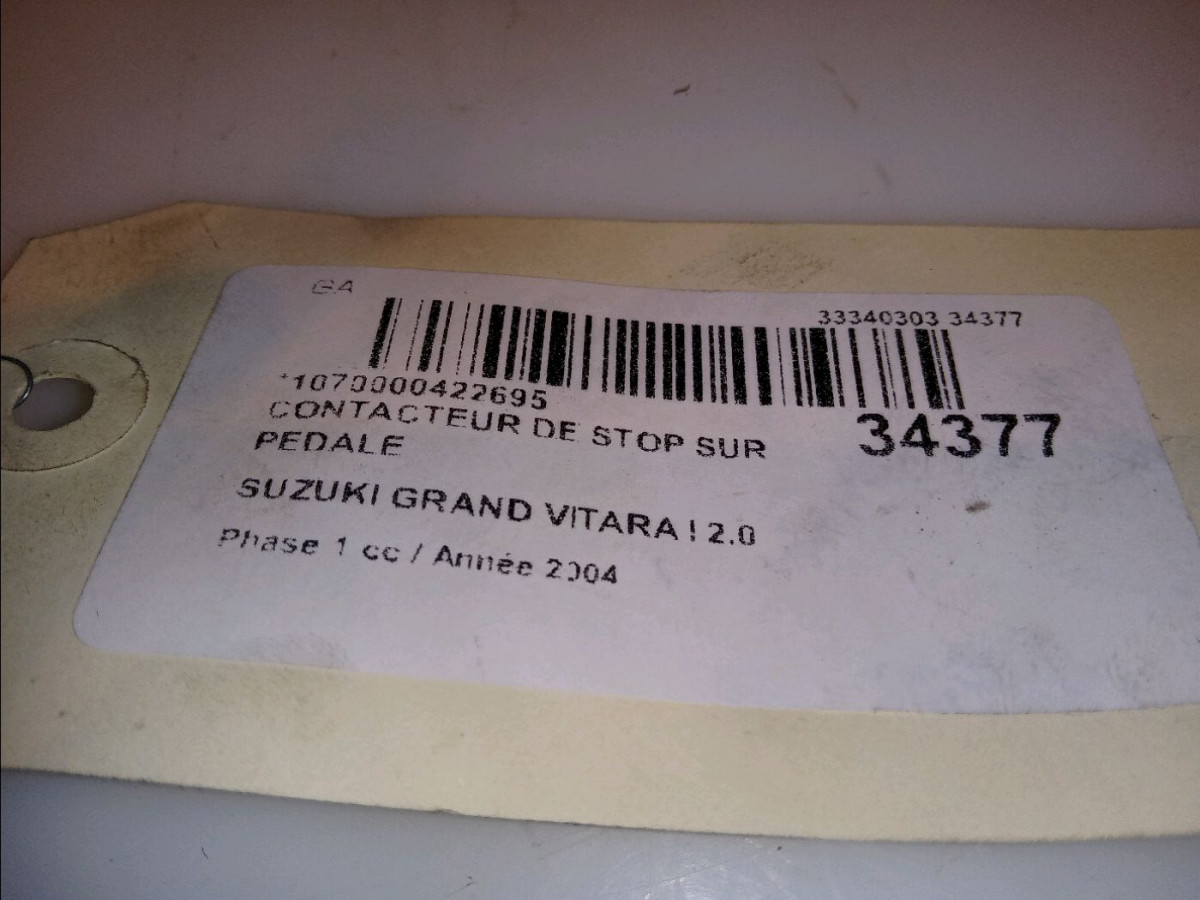 GA
33340303 34377
*1070000422695
CONTACTEUR DE STOP SUR
PEDALE
34377
SUZUKI GRAND VITARA I 2.0
Phase 1 cc / Année 2004